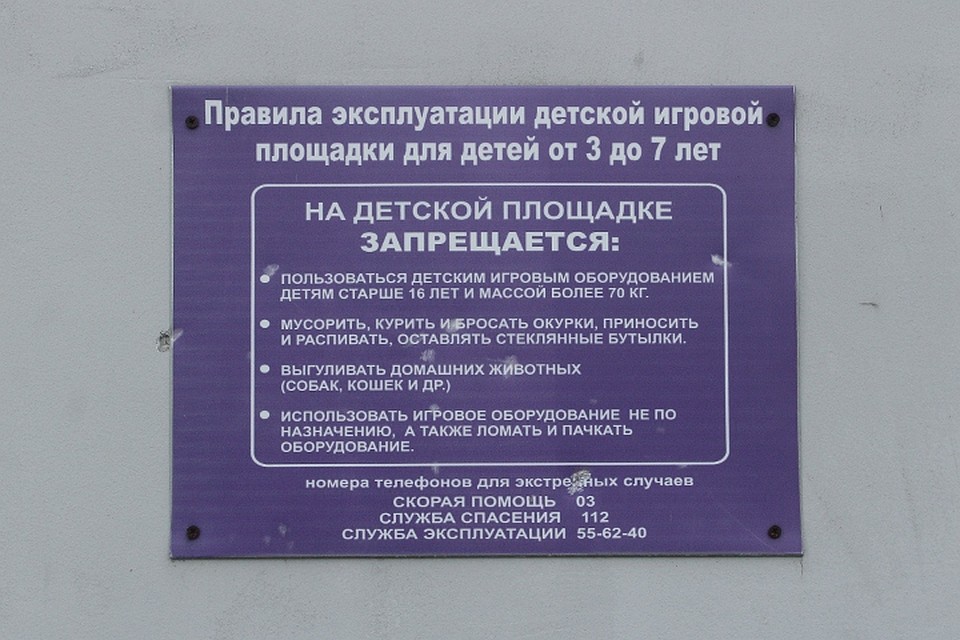 Правила эксплуатации детской игровой
площадки для детей от 3 до 7 лет
НА ДЕТСКОЙ ПЛОЩАДКЕ
ЗАПРЕЩАЕТСЯ:
• ПОЛЬЗОВАТЬСЯ ДЕТСКИМ ИГРОВЫМ ОБОРУДОВАНИЕМ
ДЕТЯМ СТАРШЕ 16 ЛЕТ И МАССОЙ БОЛЕЕ 70 КГ.
• МУСОРИТЬ, КУРИТЬ И БРОСАТЬ ОКУРКИ, ПРИНОСИТЬ
И РАСПИВАТЬ, ОСТАВЛЯТЬ СТЕКЛЯННЫЕ БУТЫЛКИ.
• ВЫГУЛИВАТЬ ДОМАШНИХ ЖИВОТНЫХ
(СОБАК, КОШЕК И ДР.)
• ИСПОЛЬЗОВАТЬ ИГРОВОЕ ОБОРУДОВАНИЕ НЕ ПО
НАЗНАЧЕНИЮ, А ТАКЖЕ ЛОМАТЬ И ПАЧКАТЬ
ОБОРУДОВАНИЕ.
номера телефонов для экстренных случаев
СКОРАЯ ПОМОЩЬ 03
СЛУЖБА СПАСЕНИЯ 112
СЛУЖБА ЭКСПЛУАТАЦИИ 55-62-40